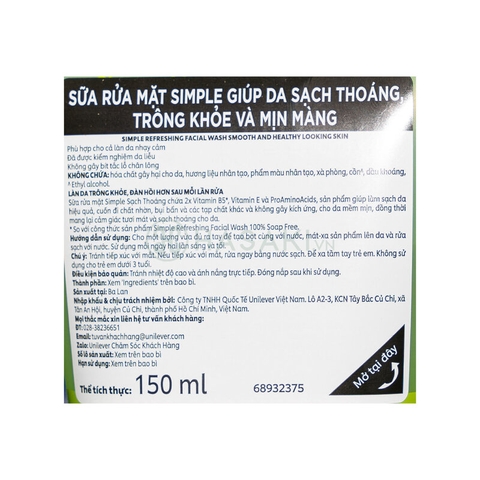 SỮA RỬA MẶT SIMPLE GIÚP DA SẠCH THOÁNG,
TRÔNG KHỎE VÀ MỊN MÀNG
SIMPLE REFRESHING FACIAL WASH SMOOTH AND HEALTHY LOOKING SKIN
Phù hợp cho cả làn da nhạy cảm
Đã được kiểm nghiệm da liễu
Không gây bít tắc lỗ chân lông
KHÔNG CHỨA: hóa chất gây hại cho da, hương liệu nhân tạo, phẩm màu nhân tạo, xà phòng, cồn^, dầu khoáng,
^ Ethyl alcohol.
LÀN DA TRÔNG KHỎE, ĐÀN HỒI HƠN SAU MỖI LẦN RỬA
Sữa rửa mặt Simple Sạch Thoáng chứa 2x Vitamin B5*, Vitamin E và ProAminoAcids, sản phẩm giúp làm sạch da
hiệu quả, cuốn đi chất nhờn, bụi bẩn và các tạp chất khác và không gây kích ứng, cho da mềm mịn, đồng thời
mang lại cảm giác tươi mát và sạch thoáng cho da.
* So với công thức sản phẩm Simple Refreshing Facial Wash 100% Soap Free.
Hướng dẫn sử dụng: Cho một lượng vừa đủ ra tay để tạo bọt cùng với nước, mát-xa sản phẩm lên da và rửa
sạch với nước. Sử dụng mỗi ngày hai lần sáng và tối.
Chú ý: Tránh tiếp xúc với mắt. Nếu tiếp xúc với mắt, rửa ngay bằng nước sạch. Để xa tầm tay trẻ em. Không sử
dụng cho trẻ em dưới 3 tuổi.
Điều kiện bảo quản: Tránh nhiệt độ cao và ánh nắng trực tiếp. Đóng nắp sau khi sử dụng.
Thành phần: Xem 'Ingredients' trên bao bì.
Sản xuất tại: Ba Lan
Nhập khẩu & chịu trách nhiệm bởi: Công ty TNHH Quốc Tế Unilever Việt Nam. Lô A2-3, KCN Tây Bắc Củ Chi, xã
Tân An Hội, huyện Củ Chi, thành phố Hồ Chí Minh, Việt Nam.
Mọi thắc mắc xin liên hệ tư vấn khách hàng:
ĐT: 028-38236651
Email: tuvankhachhang@unilever.com
Zalo: Unilever Chăm Sóc Khách Hàng
Số lô sản xuất: Xem trên bao bì
Hạn sử dụng: Xem trên bao bì
Thể tích thực: 150 ml
68932375
Mở tại đây
HASAKI.VN